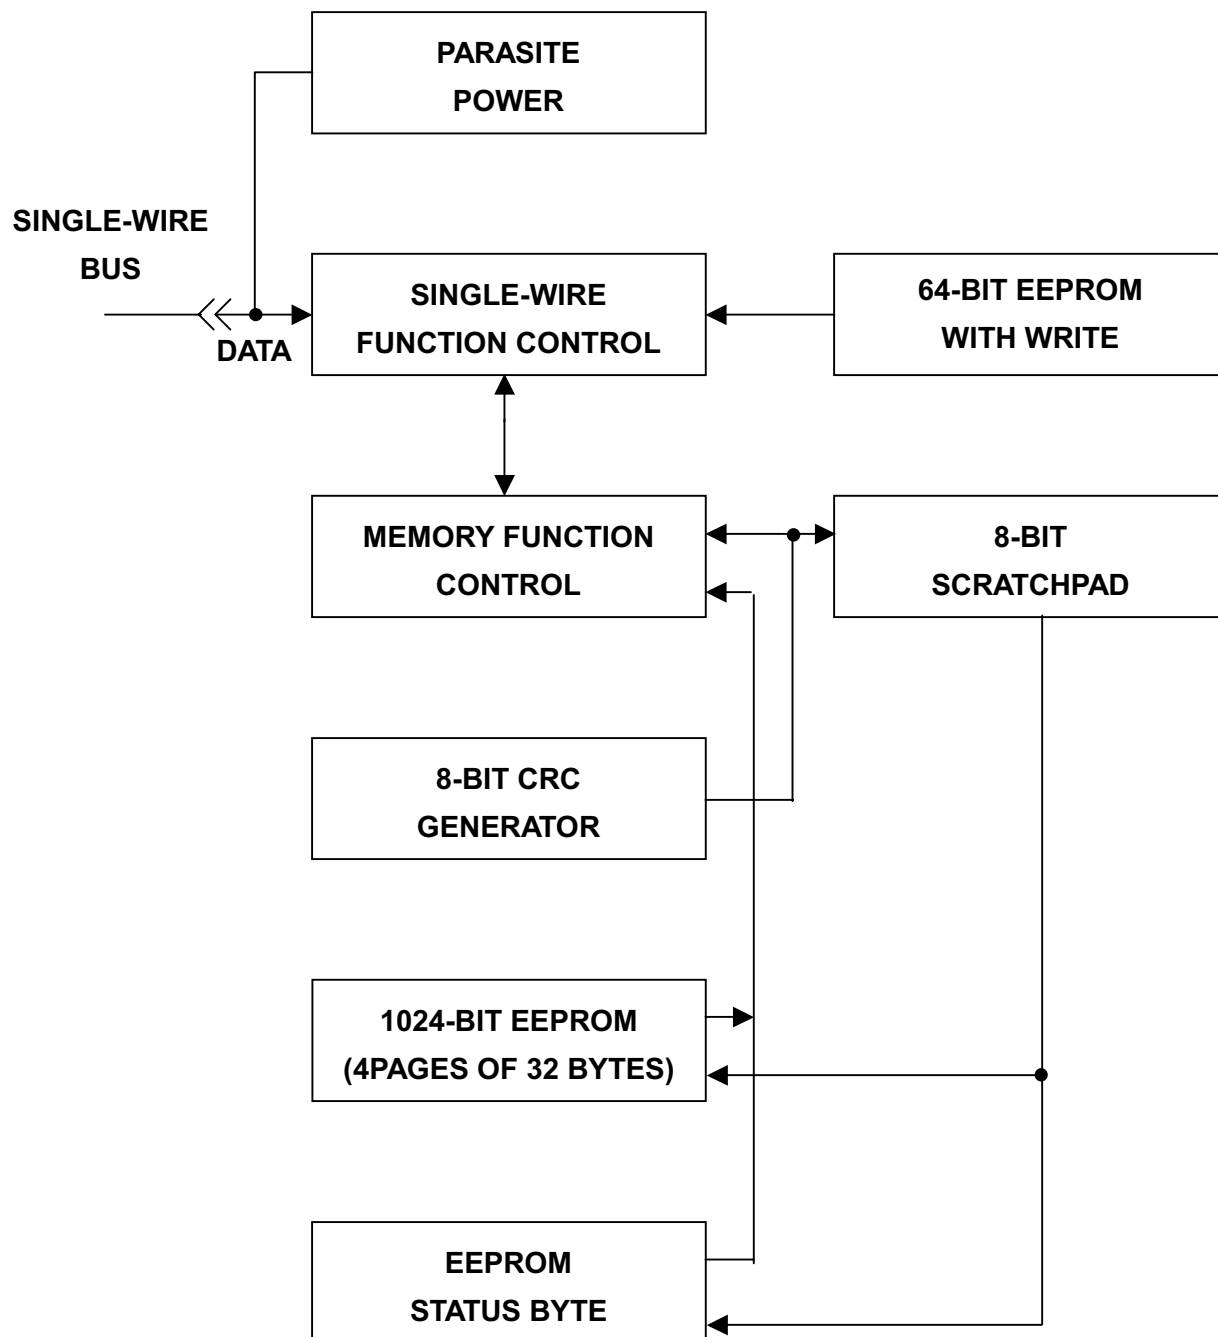 PARASITE
POWER
SINGLE-WIRE
BUS
DATA
SINGLE-WIRE
FUNCTION CONTROL
64-BIT EEPROM
WITH WRITE
MEMORY FUNCTION
CONTROL
8-BIT
SCRATCHPAD
8-BIT CRC
GENERATOR
1024-BIT EEPROM
(4PAGES OF 32 BYTES)
EEPROM
STATUS BYTE